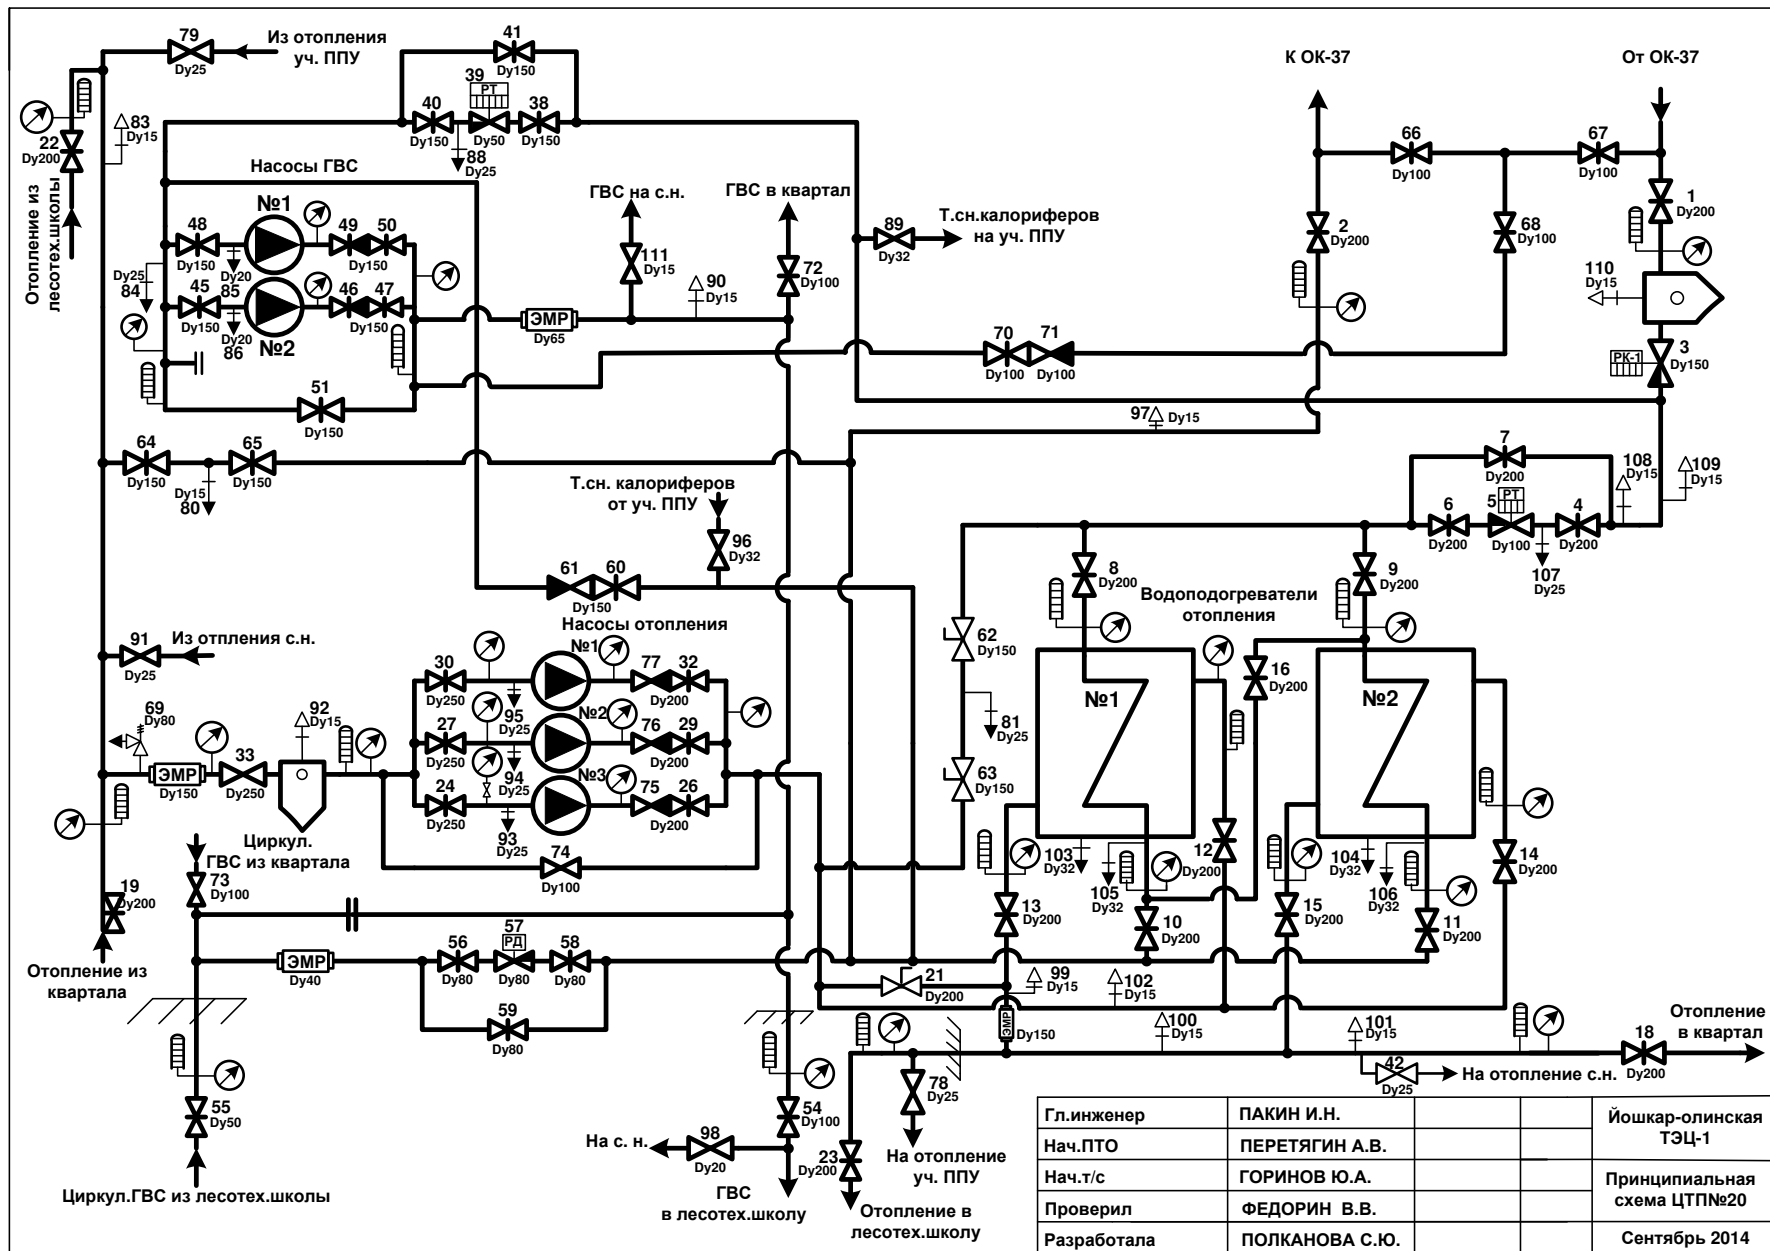 79
Dy25
Из отопления
уч. ППУ
41
Dy150
39
РТ
40
Dy150
Dy50
38
Dy150
88
Dy25
К ОК-37
От ОК-37
66
Dy100
67
Dy100
1
Dy200
2
Dy200
68
Dy100
110
Dy15
3
РК-1
Dy150
22
Dy200
83
Dy15
Отопление из
лесотех.школы
Насосы ГВС
№1
48
Dy150
49
50
Dy150
Dy25
84
Dy20
85
45
Dy150
46
47
Dy150
Dy20
86
№2
51
Dy150
ГВС на с.н.
ГВС в квартал
111
Dy15
90
Dy15
72
Dy100
ЭМР
Dy65
89
Dy32
Т.сн.калориферов
на уч. ППУ
70
Dy100
71
Dy100
97
Dy15
64
Dy150
65
Dy150
Dy15
80
Т.сн. калориферов
от уч. ППУ
96
Dy32
61
60
Dy150
7
Dy200
108
Dy15
109
Dy15
6
Dy200
5
РТ
Dy100
4
Dy200
107
Dy25
8
Dy200
9
Dy200
Водоподогреватели
отопления
62
Dy150
16
Dy200
№1
№2
81
Dy25
63
Dy150
91
Dy25
Из отпления с.н.
Насосы отопления
№1
30
Dy250
77
32
Dy200
95
Dy25
№2
27
Dy250
76
29
Dy200
94
Dy25
№3
24
Dy250
75
26
Dy200
93
Dy25
74
Dy100
69
Dy80
92
Dy15
ЭМР
Dy150
33
Dy250
Циркул.
ГВС из квартала
73
Dy100
19
Dy200
Отопление из
квартала
ЭМР
Dy40
56
Dy80
57
РД
Dy80
58
Dy80
59
Dy80
103
Dy32
105
Dy32
12
Dy200
13
Dy200
10
Dy200
104
Dy32
106
Dy32
14
Dy200
15
Dy200
11
Dy200
21
Dy200
99
Dy15
102
Dy15
ЭМР
Dy150
100
Dy15
101
Dy15
Отопление
в квартал
18
Dy200
42
Dy25
На отопление с.н.
78
Dy25
На отопление
уч. ППУ
23
Dy200
Отопление в
лесотех.школу
55
Dy50
Циркул.ГВС из лесотех.школы
На с. н.
98
Dy20
54
Dy100
ГВС
в лесотех.школу
Гл.инженер ПАКИН И.Н.
Нач.ПТО ПЕРЕТЯГИН А.В.
Нач.т/с ГОРИНОВ Ю.А.
Проверил ФЕДОРИН В.В.
Разработала ПОЛКАНОВА С.Ю.
Йошкар-олинская
ТЭЦ-1
Принципиальная
схема ЦТП№20
Сентябрь 2014